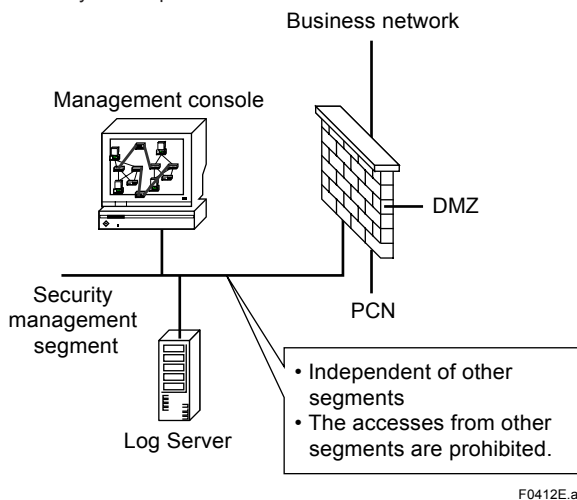 Business network
Management console
DMZ
PCN
Security
management
segment
Log Server
• Independent of other
segments
• The accesses from other
segments are prohibited.
F0412E.a